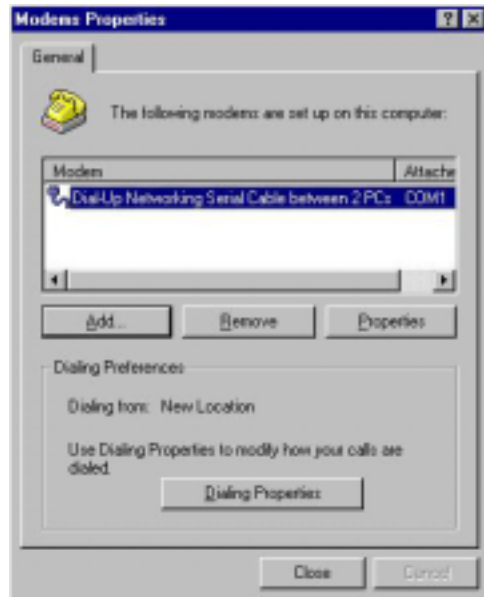 Modems Properties
General
The following modems are set up on this computer:
Modem Attache
Dial-Up Networking Serial Cable between 2 PCs COM1
Add... Remove Properties
Dialing Preferences
Dialing from: New Location
Use Dialing Properties to modify how your calls are
dialed.
Dialing Properties
Close Cancel